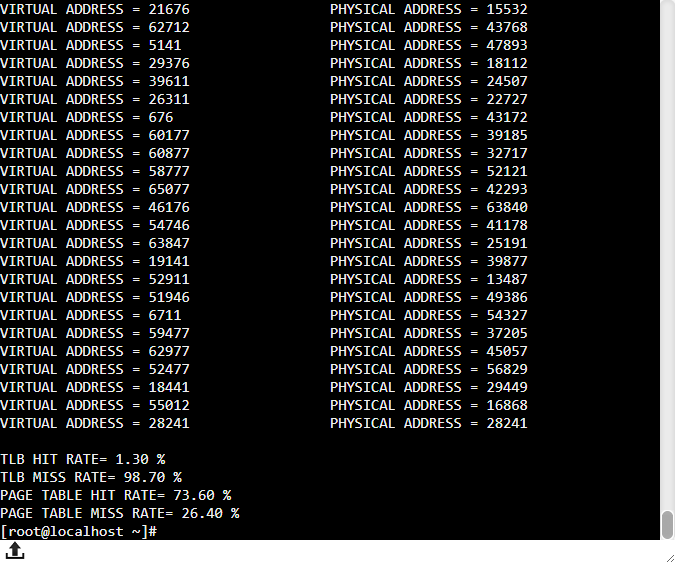 VIRTUAL ADDRESS = 21676 PHYSICAL ADDRESS = 15532
VIRTUAL ADDRESS = 62712 PHYSICAL ADDRESS = 43768
VIRTUAL ADDRESS = 5141 PHYSICAL ADDRESS = 47893
VIRTUAL ADDRESS = 29376 PHYSICAL ADDRESS = 18112
VIRTUAL ADDRESS = 39611 PHYSICAL ADDRESS = 24507
VIRTUAL ADDRESS = 26311 PHYSICAL ADDRESS = 22727
VIRTUAL ADDRESS = 676 PHYSICAL ADDRESS = 43172
VIRTUAL ADDRESS = 60177 PHYSICAL ADDRESS = 39185
VIRTUAL ADDRESS = 60877 PHYSICAL ADDRESS = 32717
VIRTUAL ADDRESS = 58777 PHYSICAL ADDRESS = 52121
VIRTUAL ADDRESS = 65077 PHYSICAL ADDRESS = 42293
VIRTUAL ADDRESS = 46176 PHYSICAL ADDRESS = 63840
VIRTUAL ADDRESS = 54746 PHYSICAL ADDRESS = 41178
VIRTUAL ADDRESS = 63847 PHYSICAL ADDRESS = 25191
VIRTUAL ADDRESS = 19141 PHYSICAL ADDRESS = 39877
VIRTUAL ADDRESS = 52911 PHYSICAL ADDRESS = 13487
VIRTUAL ADDRESS = 51946 PHYSICAL ADDRESS = 49386
VIRTUAL ADDRESS = 6711 PHYSICAL ADDRESS = 54327
VIRTUAL ADDRESS = 59477 PHYSICAL ADDRESS = 37205
VIRTUAL ADDRESS = 62977 PHYSICAL ADDRESS = 45057
VIRTUAL ADDRESS = 52477 PHYSICAL ADDRESS = 56829
VIRTUAL ADDRESS = 18441 PHYSICAL ADDRESS = 29449
VIRTUAL ADDRESS = 55012 PHYSICAL ADDRESS = 16868
VIRTUAL ADDRESS = 28241 PHYSICAL ADDRESS = 28241
TLB HIT RATE= 1.30 %
TLB MISS RATE= 98.70 %
PAGE TABLE HIT RATE= 73.60 %
PAGE TABLE MISS RATE= 26.40 %
[root@localhost ~]#